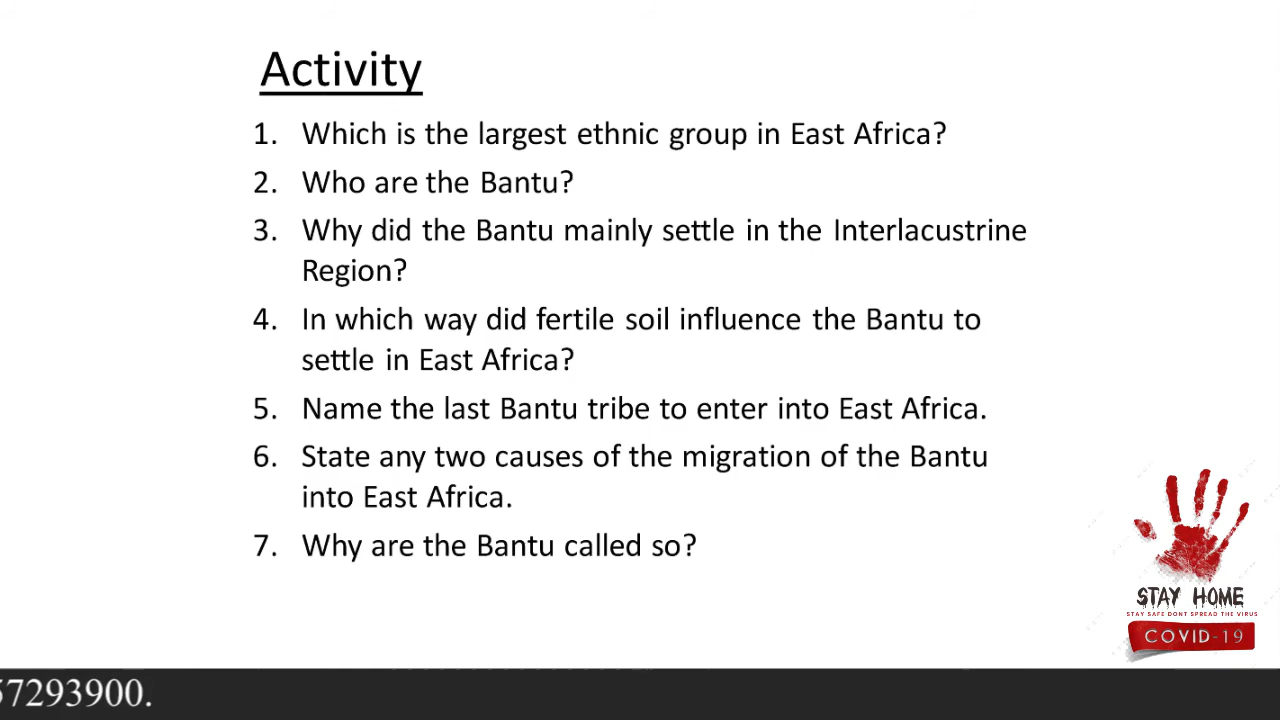 Activity
1. Which is the largest ethnic group in East Africa?
2. Who are the Bantu?
3. Why did the Bantu mainly settle in the Interlacustrine
Region?
4. In which way did fertile soil influence the Bantu to
settle in East Africa?
5. Name the last Bantu tribe to enter into East Africa.
6. State any two causes of the migration of the Bantu
into East Africa.
7. Why are the Bantu called so?
STAY HOME
STAY SAFE DONT SPREAD THE VIRUS
COVID-19
57293900.